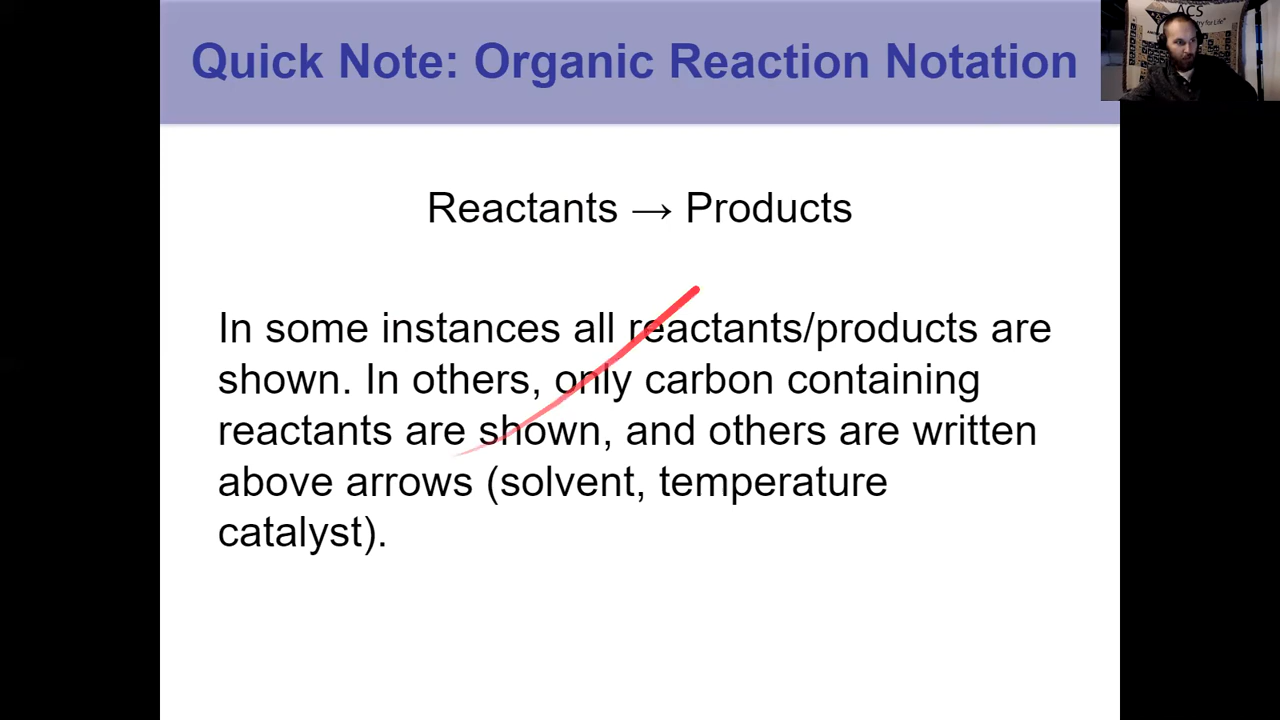 Quick Note: Organic Reaction Notation
ACS
Reactants → Products
In some instances all reactants/products are
shown. In others, only carbon containing
reactants are shown, and others are written
above arrows (solvent, temperature
catalyst).